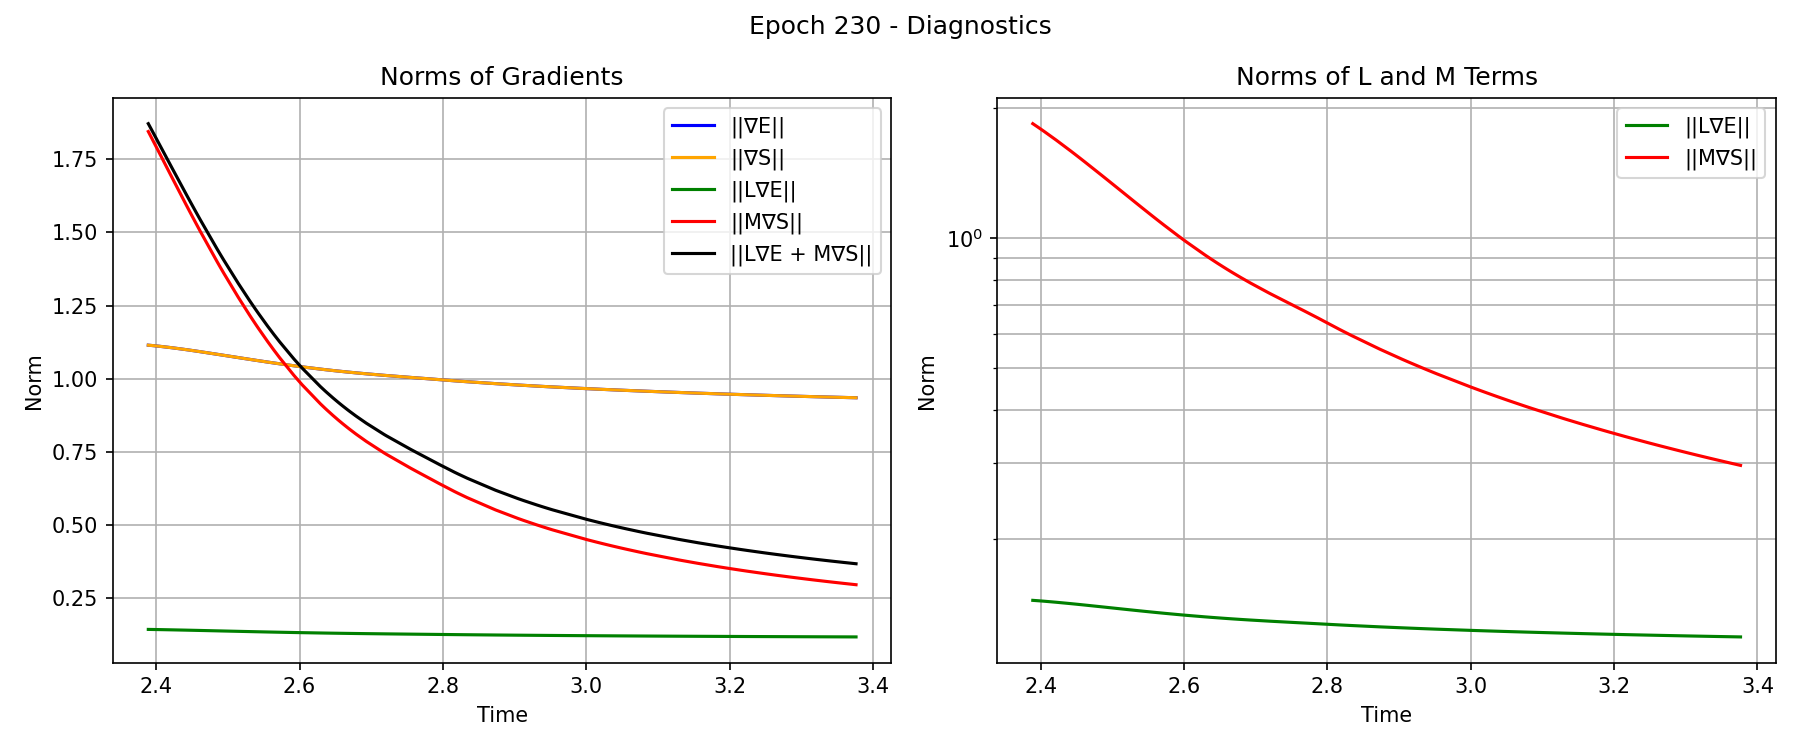 Epoch 230 - Diagnostics
Norms of Gradients
Norm
1.75
1.50
1.25
1.00
0.75
0.50
0.25
||∇E||
||∇S||
||L∇E||
||M∇S||
||L∇E + M∇S||
2.4 2.6 2.8 3.0 3.2 3.4
Time
Norms of L and M Terms
Norm
10⁰
||L∇E||
||M∇S||
2.4 2.6 2.8 3.0 3.2 3.4
Time